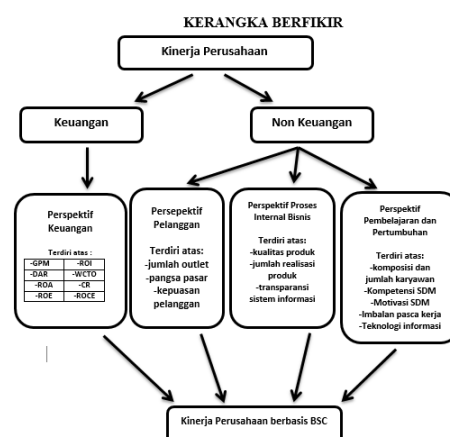 KERANGKA BERFIKIR
Kinerja Perusahaan
Keuangan
Non Keuangan
Perspektif
Keuangan
Terdiri atas :
-GPM -ROI
-DAR -WCTO
-ROA -CR
-ROE -ROCE
Persepektif
Pelanggan
Terdiri atas:
-jumlah outlet
-pangsa pasar
-kepuasan
pelanggan
Perspektif Proses
Internal Bisnis
Terdiri atas:
-kualitas produk
-jumlah realisasi
produk
-transparansi
sistem informasi
Perspektif
Pembelajaran dan
Pertumbuhan
Terdiri atas:
-komposisi dan
jumlah karyawan
-Kompetensi SDM
-Motivasi SDM
-Imbalan pasca kerja
-Teknologi informasi
Kinerja Perusahaan berbasis BSC